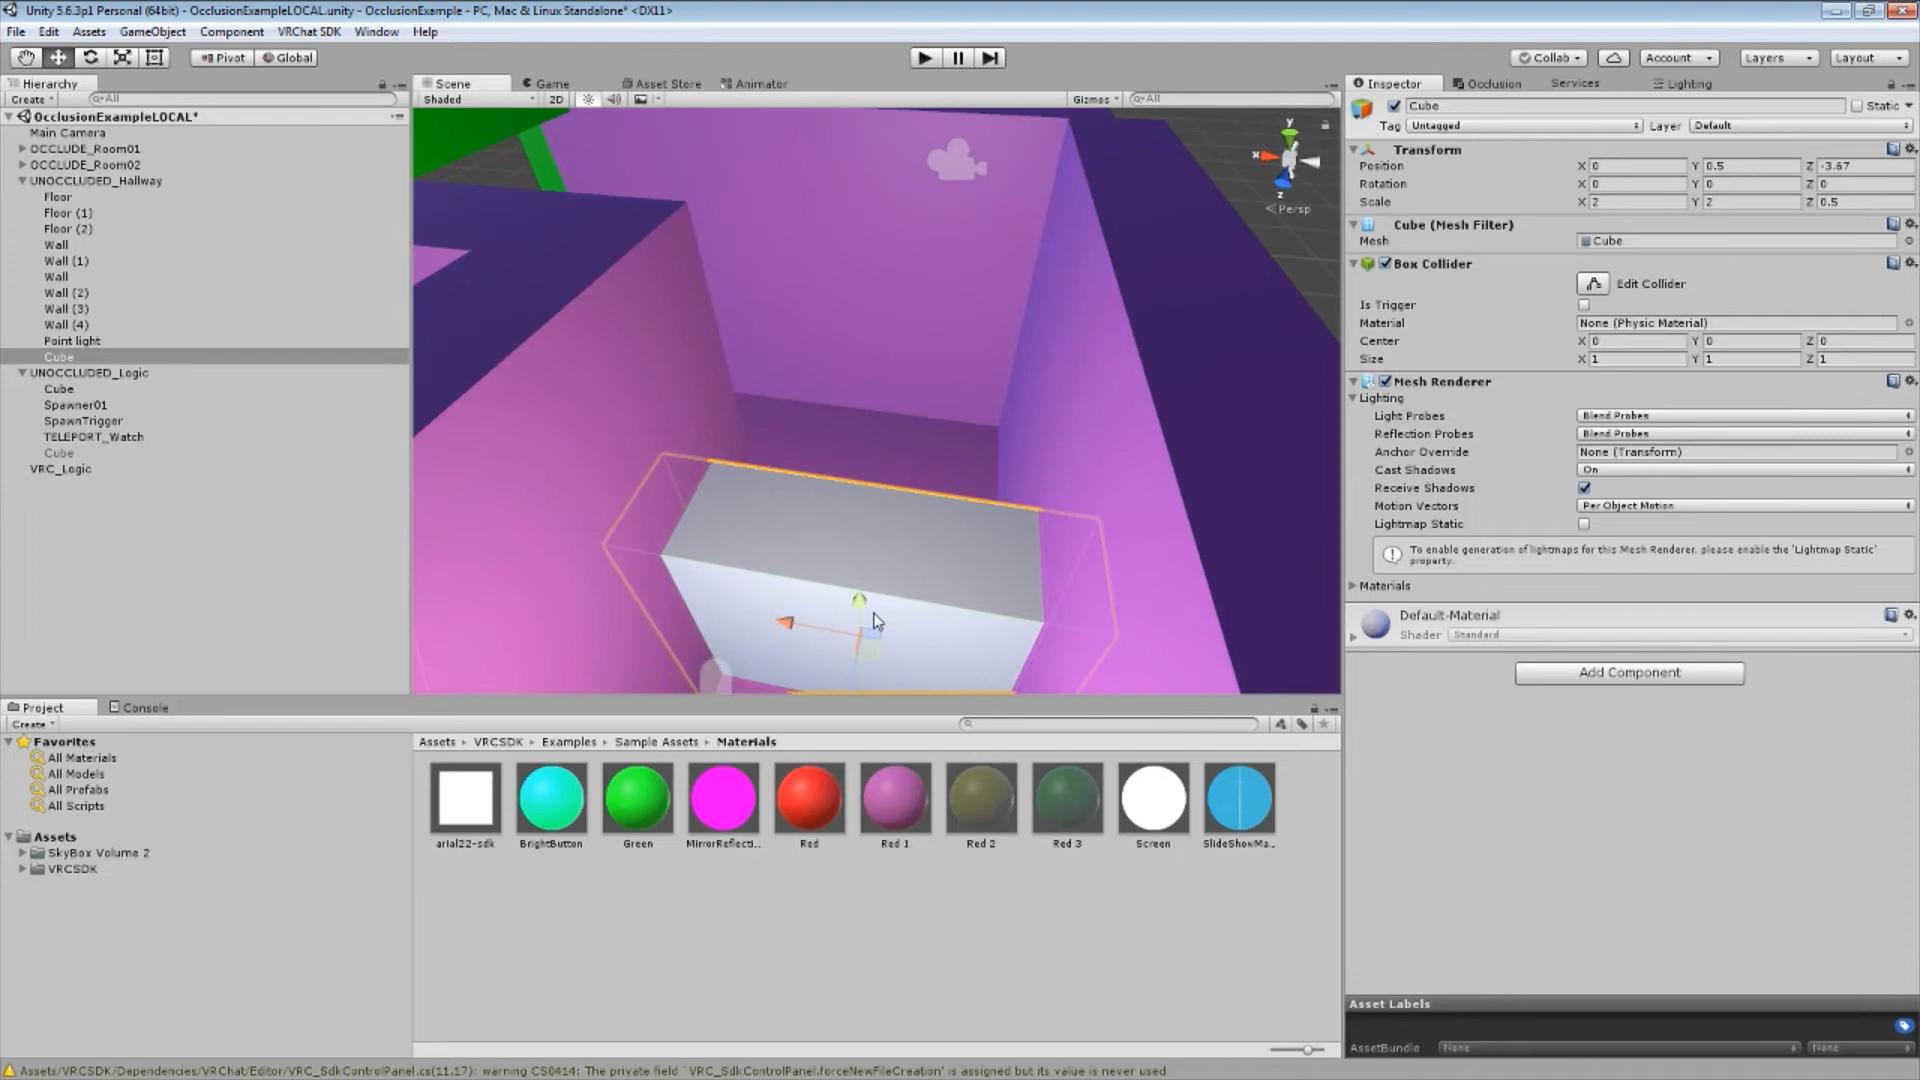 Unity 5.6.3p1 Personal (64bit) - OcclusionExampleLOCAL.unity - OcclusionExample - PC, Mac & Linux Standalone* <DX11>
File Edit Assets GameObject Component VRChat SDK Window Help
Pivot Global Collab Account Layers Layout
Hierarchy
Create All
OcclusionExampleLOCAL*
Main Camera
OCCLUDE_Room01
OCCLUDE_Room02
UNOCCLUDED_Hallway
Floor
Floor (1)
Floor (2)
Wall
Wall (1)
Wall
Wall (2)
Wall (3)
Wall (4)
Point light
Cube
UNOCCLUDED_Logic
Cube
Spawner01
SpawnTrigger
TELEPORT_Watch
Cube
VRC_Logic
Scene Game Asset Store Animator
Shaded 2D Gizmos All
y
x
z
Persp
Inspector Occlusion Services Lighting
Cube Static
Tag Untagged Layer Default
Transform
Position X 0 Y 0.5 Z -3.67
Rotation X 0 Y 0 Z 0
Scale X 2 Y 2 Z 0.5
Cube (Mesh Filter)
Mesh Cube
Box Collider
Edit Collider
Is Trigger
Material None (Physic Material)
Center X 0 Y 0 Z 0
Size X 1 Y 1 Z 1
Mesh Renderer
Lighting
Light Probes Blend Probes
Reflection Probes Blend Probes
Anchor Override None (Transform)
Cast Shadows On
Receive Shadows
Motion Vectors Per Object Motion
Lightmap Static
To enable generation of lightmaps for this Mesh Renderer, please enable the 'Lightmap Static'
property.
Materials
Default-Material
Shader Standard
Add Component
Asset Labels
AssetBundle None None
Project Console
Create
Favorites
All Materials
All Models
All Prefabs
All Scripts
Assets
SkyBox Volume 2
VRCSDK
Assets VRCSDK Examples Sample Assets Materials
arial22-sdk BrightButton Green MirrorReflecti... Red Red 1 Red 2 Red 3 Screen SlideShowMa...
Assets/VRCSDK/Dependencies/VRChat/Editor/VRC_SdkControlPanel.cs(11,17): warning CS0414: The private field `VRC_SdkControlPanel.forceNewFileCreation' is assigned but its value is never used